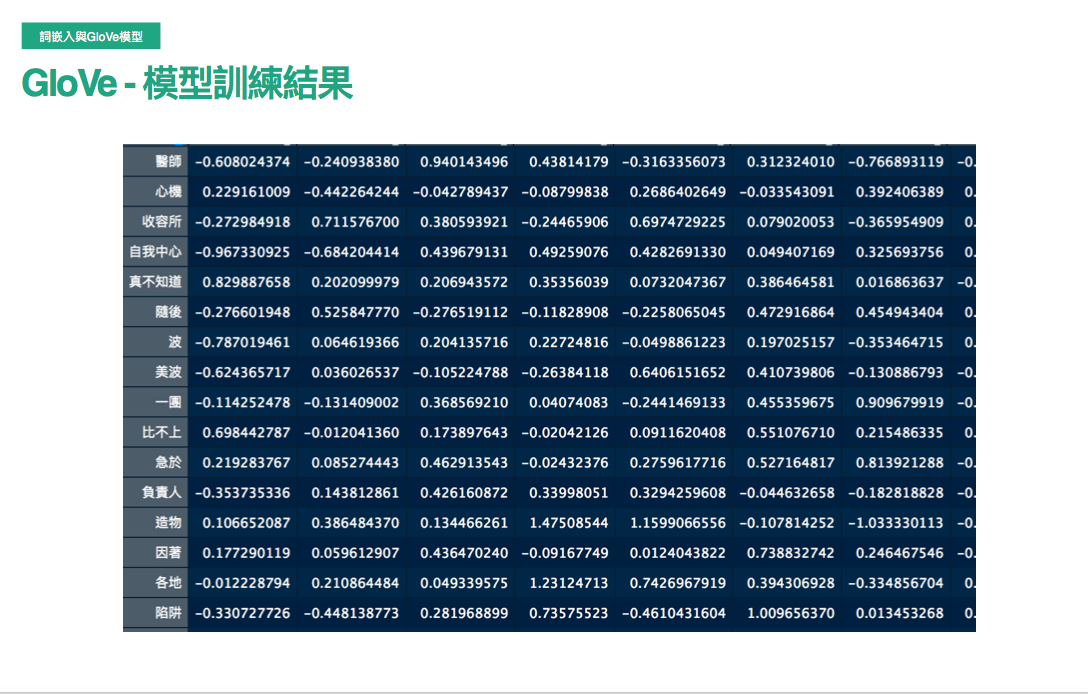 詞嵌入與GloVe模型
GloVe - 模型訓練結果
醫師 -0.608024374 -0.240938380 0.940143496 0.43814179 -0.3163356073 0.312324010 -0.766893119 -0.
心機 0.229161009 -0.442264244 -0.042789437 -0.08799838 0.2686402649 -0.033543091 0.392406389 0.
收容所 -0.272984918 0.711576700 0.380593921 -0.24465906 0.6974729225 0.079020053 -0.365954909 0.
自我中心 -0.967330925 -0.684204414 0.439679131 0.49259076 0.4282691330 0.049407169 0.325693756 0.
真不知道 0.829887658 0.202099979 0.206943572 0.35356039 0.0732047367 0.386464581 0.016863637 -0.
隨後 -0.276601948 0.525847770 -0.276519112 -0.11828908 -0.2258065045 0.472916864 0.454943404 0.
波 -0.787019461 0.064619366 0.204135716 0.22724816 -0.0498861223 0.197025157 -0.353464715 0.
美波 -0.624365717 0.036026537 -0.105224788 -0.26384118 0.6406151652 0.410739806 -0.130886793 -0.
一團 -0.114252478 -0.131409002 0.368569210 0.04074083 -0.2441469133 0.455359675 0.909679919 -0.
比不上 0.698442787 -0.012041360 0.173897643 -0.02042126 0.0911620408 0.551076710 0.215486335 0.
急於 0.219283767 0.085274443 0.462913543 -0.02432376 0.2759617716 0.527164817 0.813921288 -0.
負責人 -0.353735336 0.143812861 0.426160872 0.33998051 0.3294259608 -0.044632658 -0.182818828 -0.
造物 0.106652087 0.386484370 0.134466261 1.47508544 1.1599066556 -0.107814252 -1.033330113 -0.
因著 0.177290119 0.059612907 0.436470240 -0.09167749 0.0124043822 0.738832742 0.246467546 -0.
各地 -0.012228794 0.210864484 0.049339575 1.23124713 0.7426967919 0.394306928 -0.334856704 0.
陷阱 -0.330727726 -0.448138773 0.281968899 0.73575523 -0.4610431604 1.009656370 0.013453268 0.